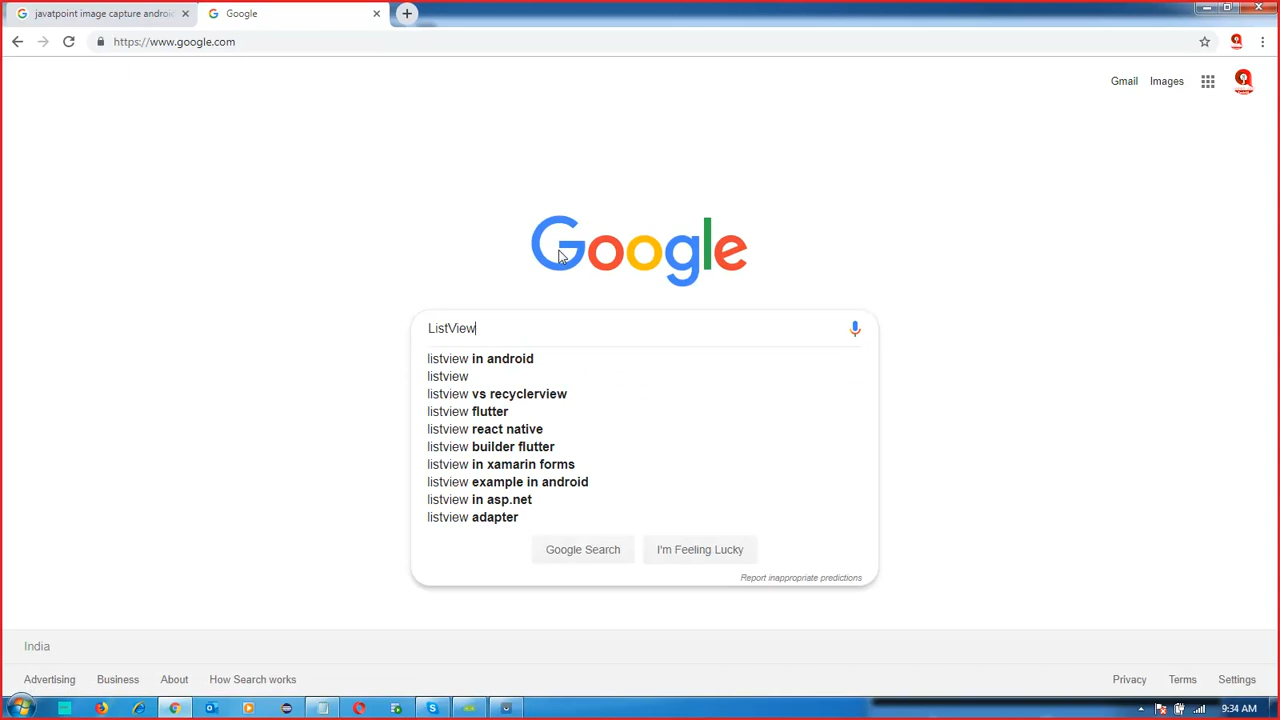 javatpoint image capture android
Google
https://www.google.com
Gmail Images
Google
ListView
listview in android
listview
listview vs recyclerview
listview flutter
listview react native
listview builder flutter
listview in xamarin forms
listview example in android
listview in asp.net
listview adapter
Google Search I'm Feeling Lucky
Report inappropriate predictions
India
Advertising Business About How Search works Privacy Terms Settings
9:34 AM